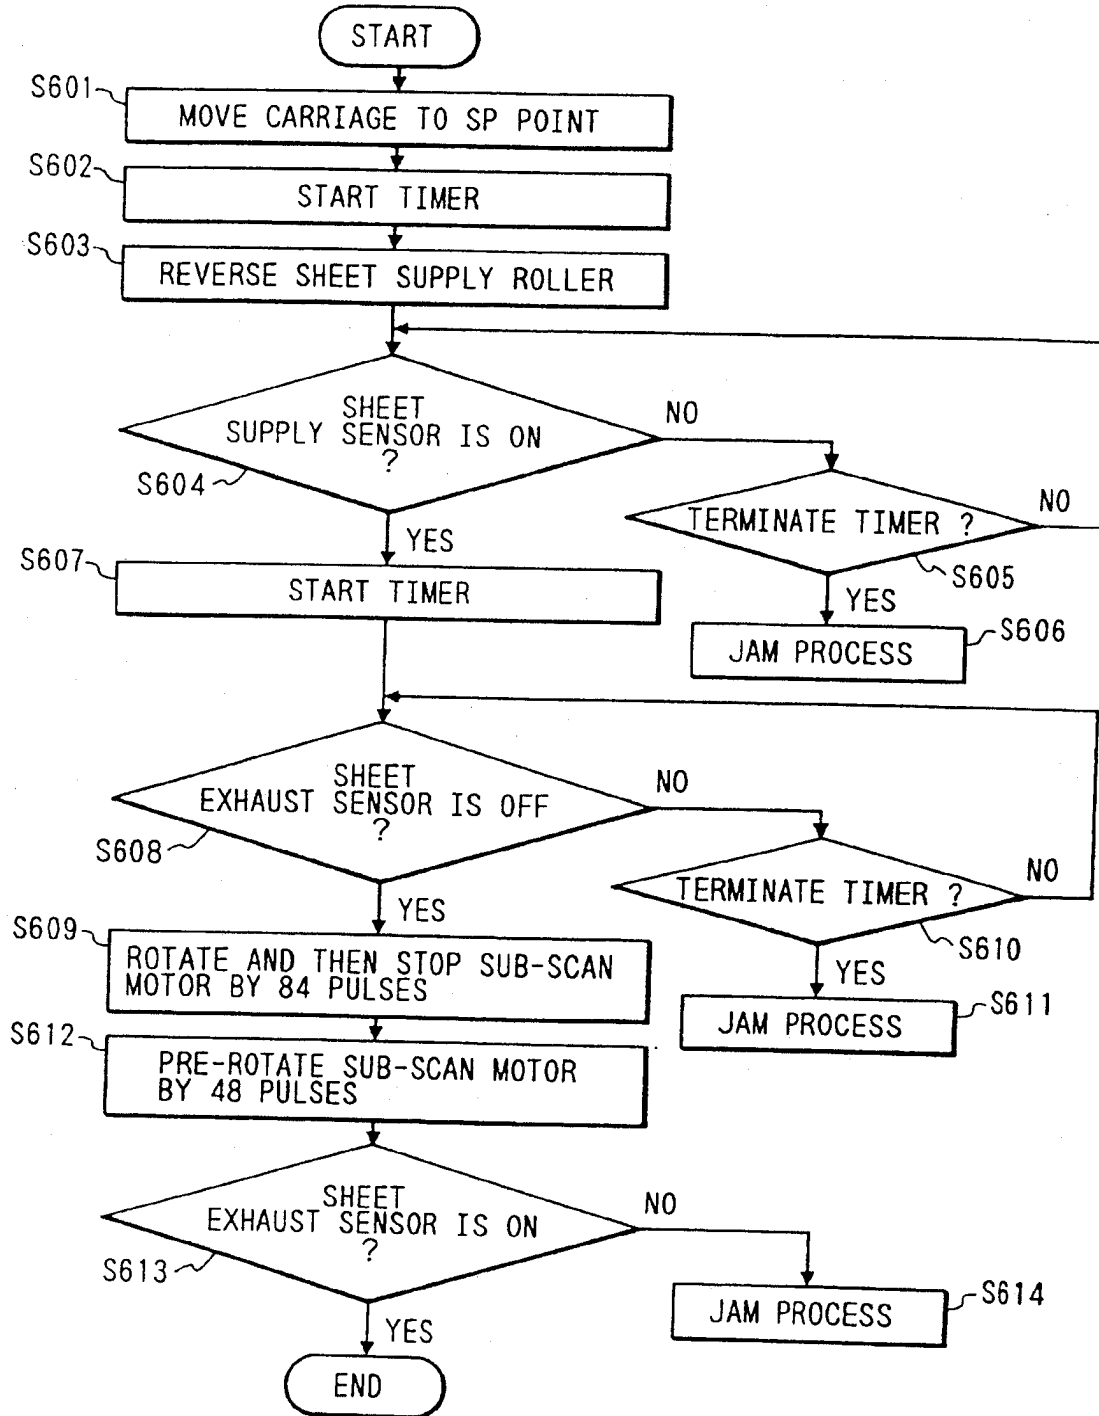 START
S601
MOVE CARRIAGE TO SP POINT
S602
START TIMER
S603
REVERSE SHEET SUPPLY ROLLER
SHEET
SUPPLY SENSOR IS ON
?
NO
S604
TERMINATE TIMER ?
NO
YES
S605
S607
START TIMER
YES
S606
JAM PROCESS
SHEET
EXHAUST SENSOR IS OFF
?
NO
S608
TERMINATE TIMER ?
NO
YES
S610
S609
ROTATE AND THEN STOP SUB-SCAN
MOTOR BY 84 PULSES
YES
S611
JAM PROCESS
S612
PRE-ROTATE SUB-SCAN MOTOR
BY 48 PULSES
SHEET
EXHAUST SENSOR IS ON
?
NO
S613
S614
JAM PROCESS
YES
END